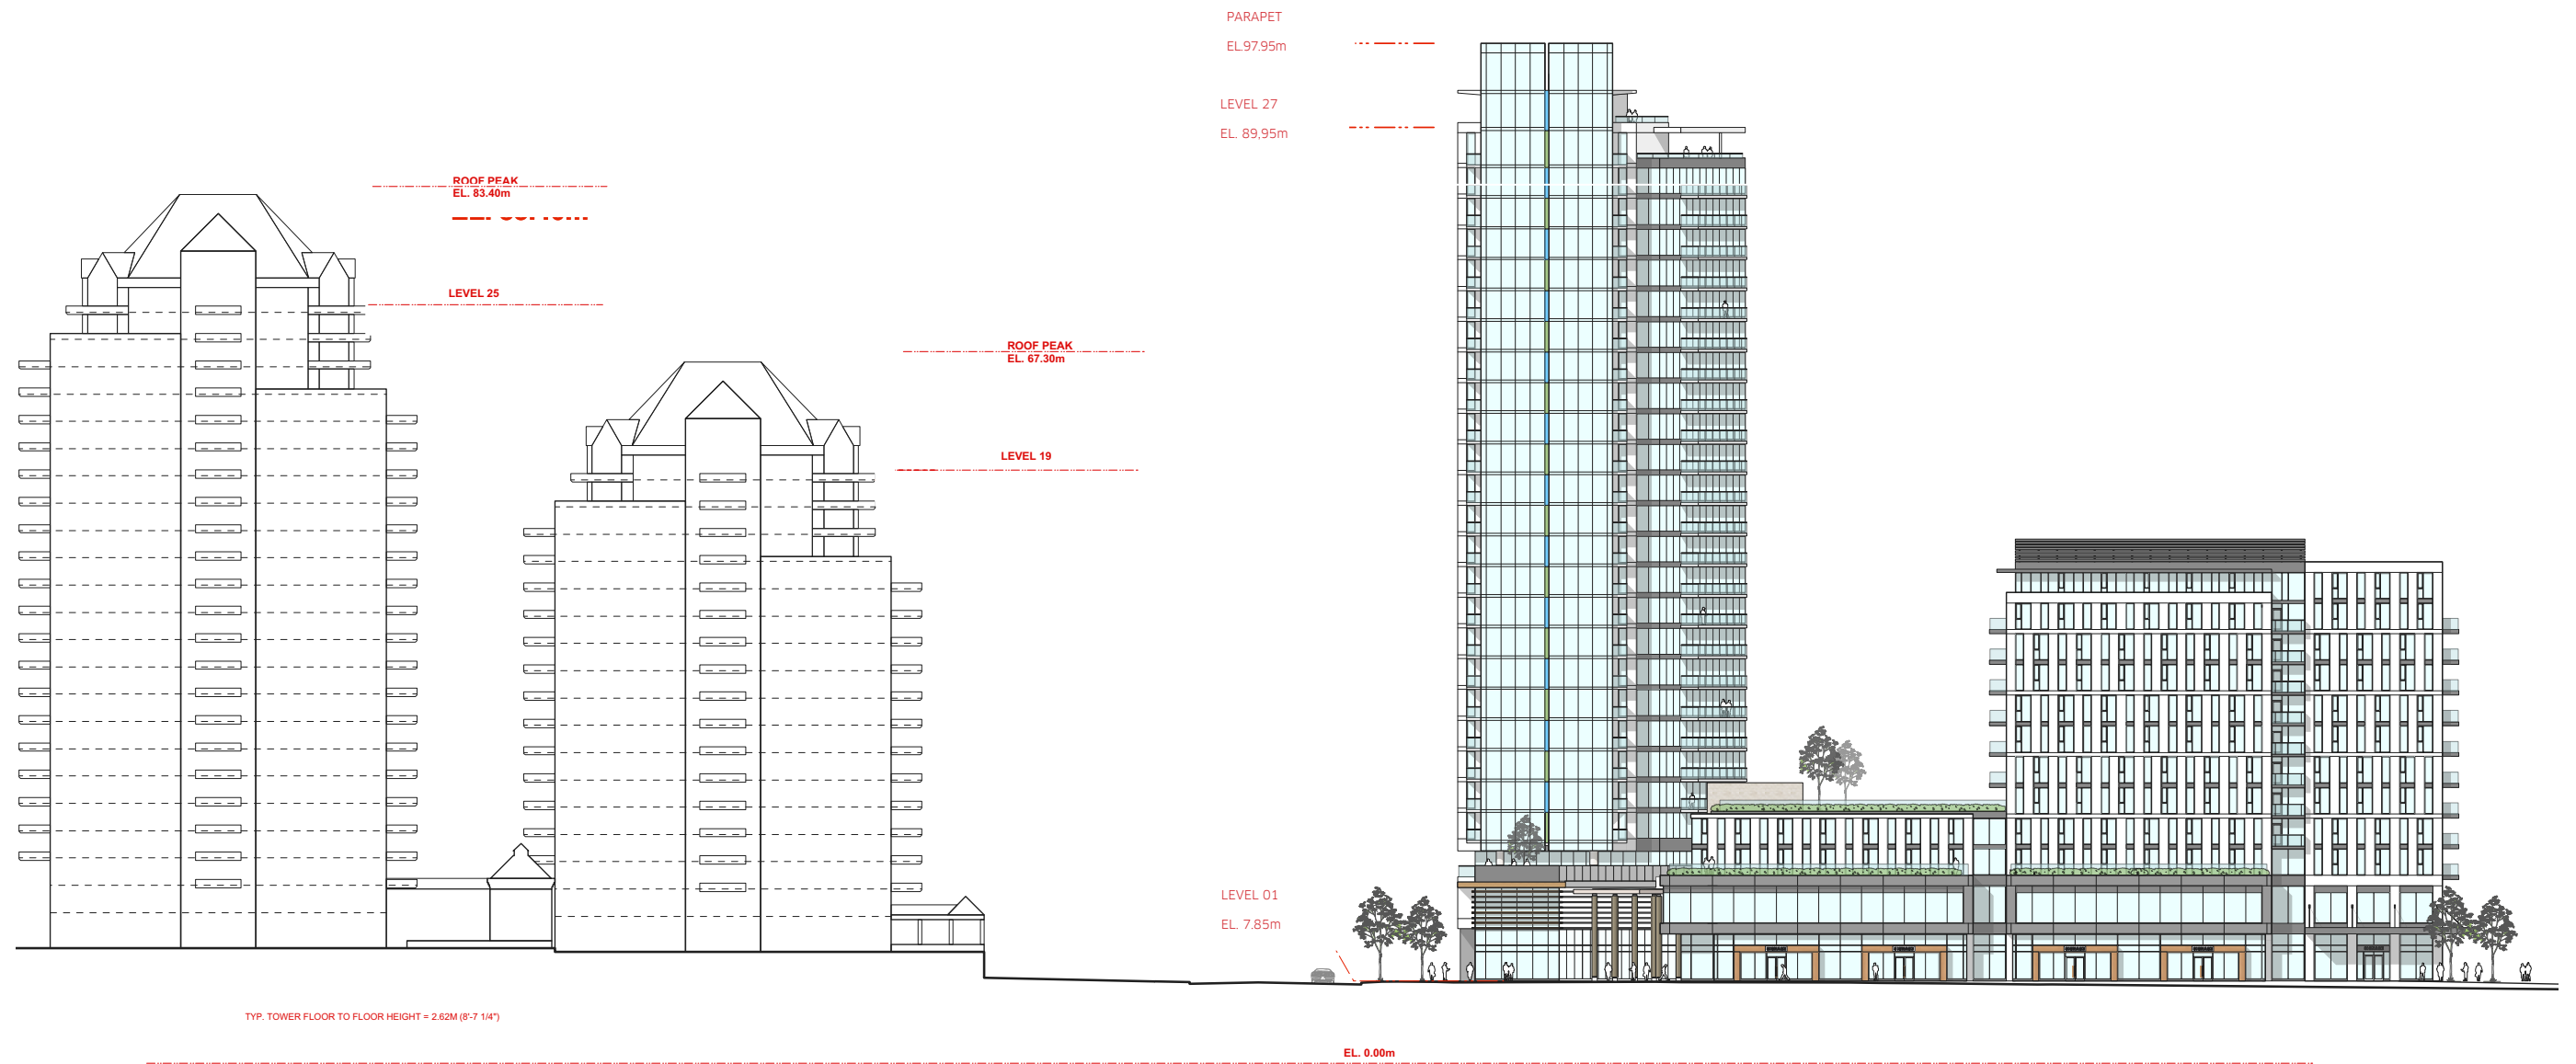 PARAPET
EL.97.95m
LEVEL 27
EL. 89,95m
ROOF PEAK
EL. 83.40m
LEVEL 25
ROOF PEAK
EL. 67.30m
LEVEL 19
LEVEL 01
EL. 7.85m
TYP. TOWER FLOOR TO FLOOR HEIGHT = 2.62M (8'-7 1/4")
EL. 0.00m